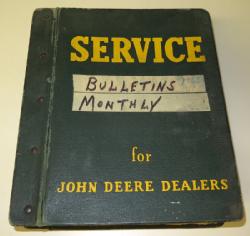 SERVICE
BULLETINS
MONTHLY
for
JOHN DEERE DEALERS